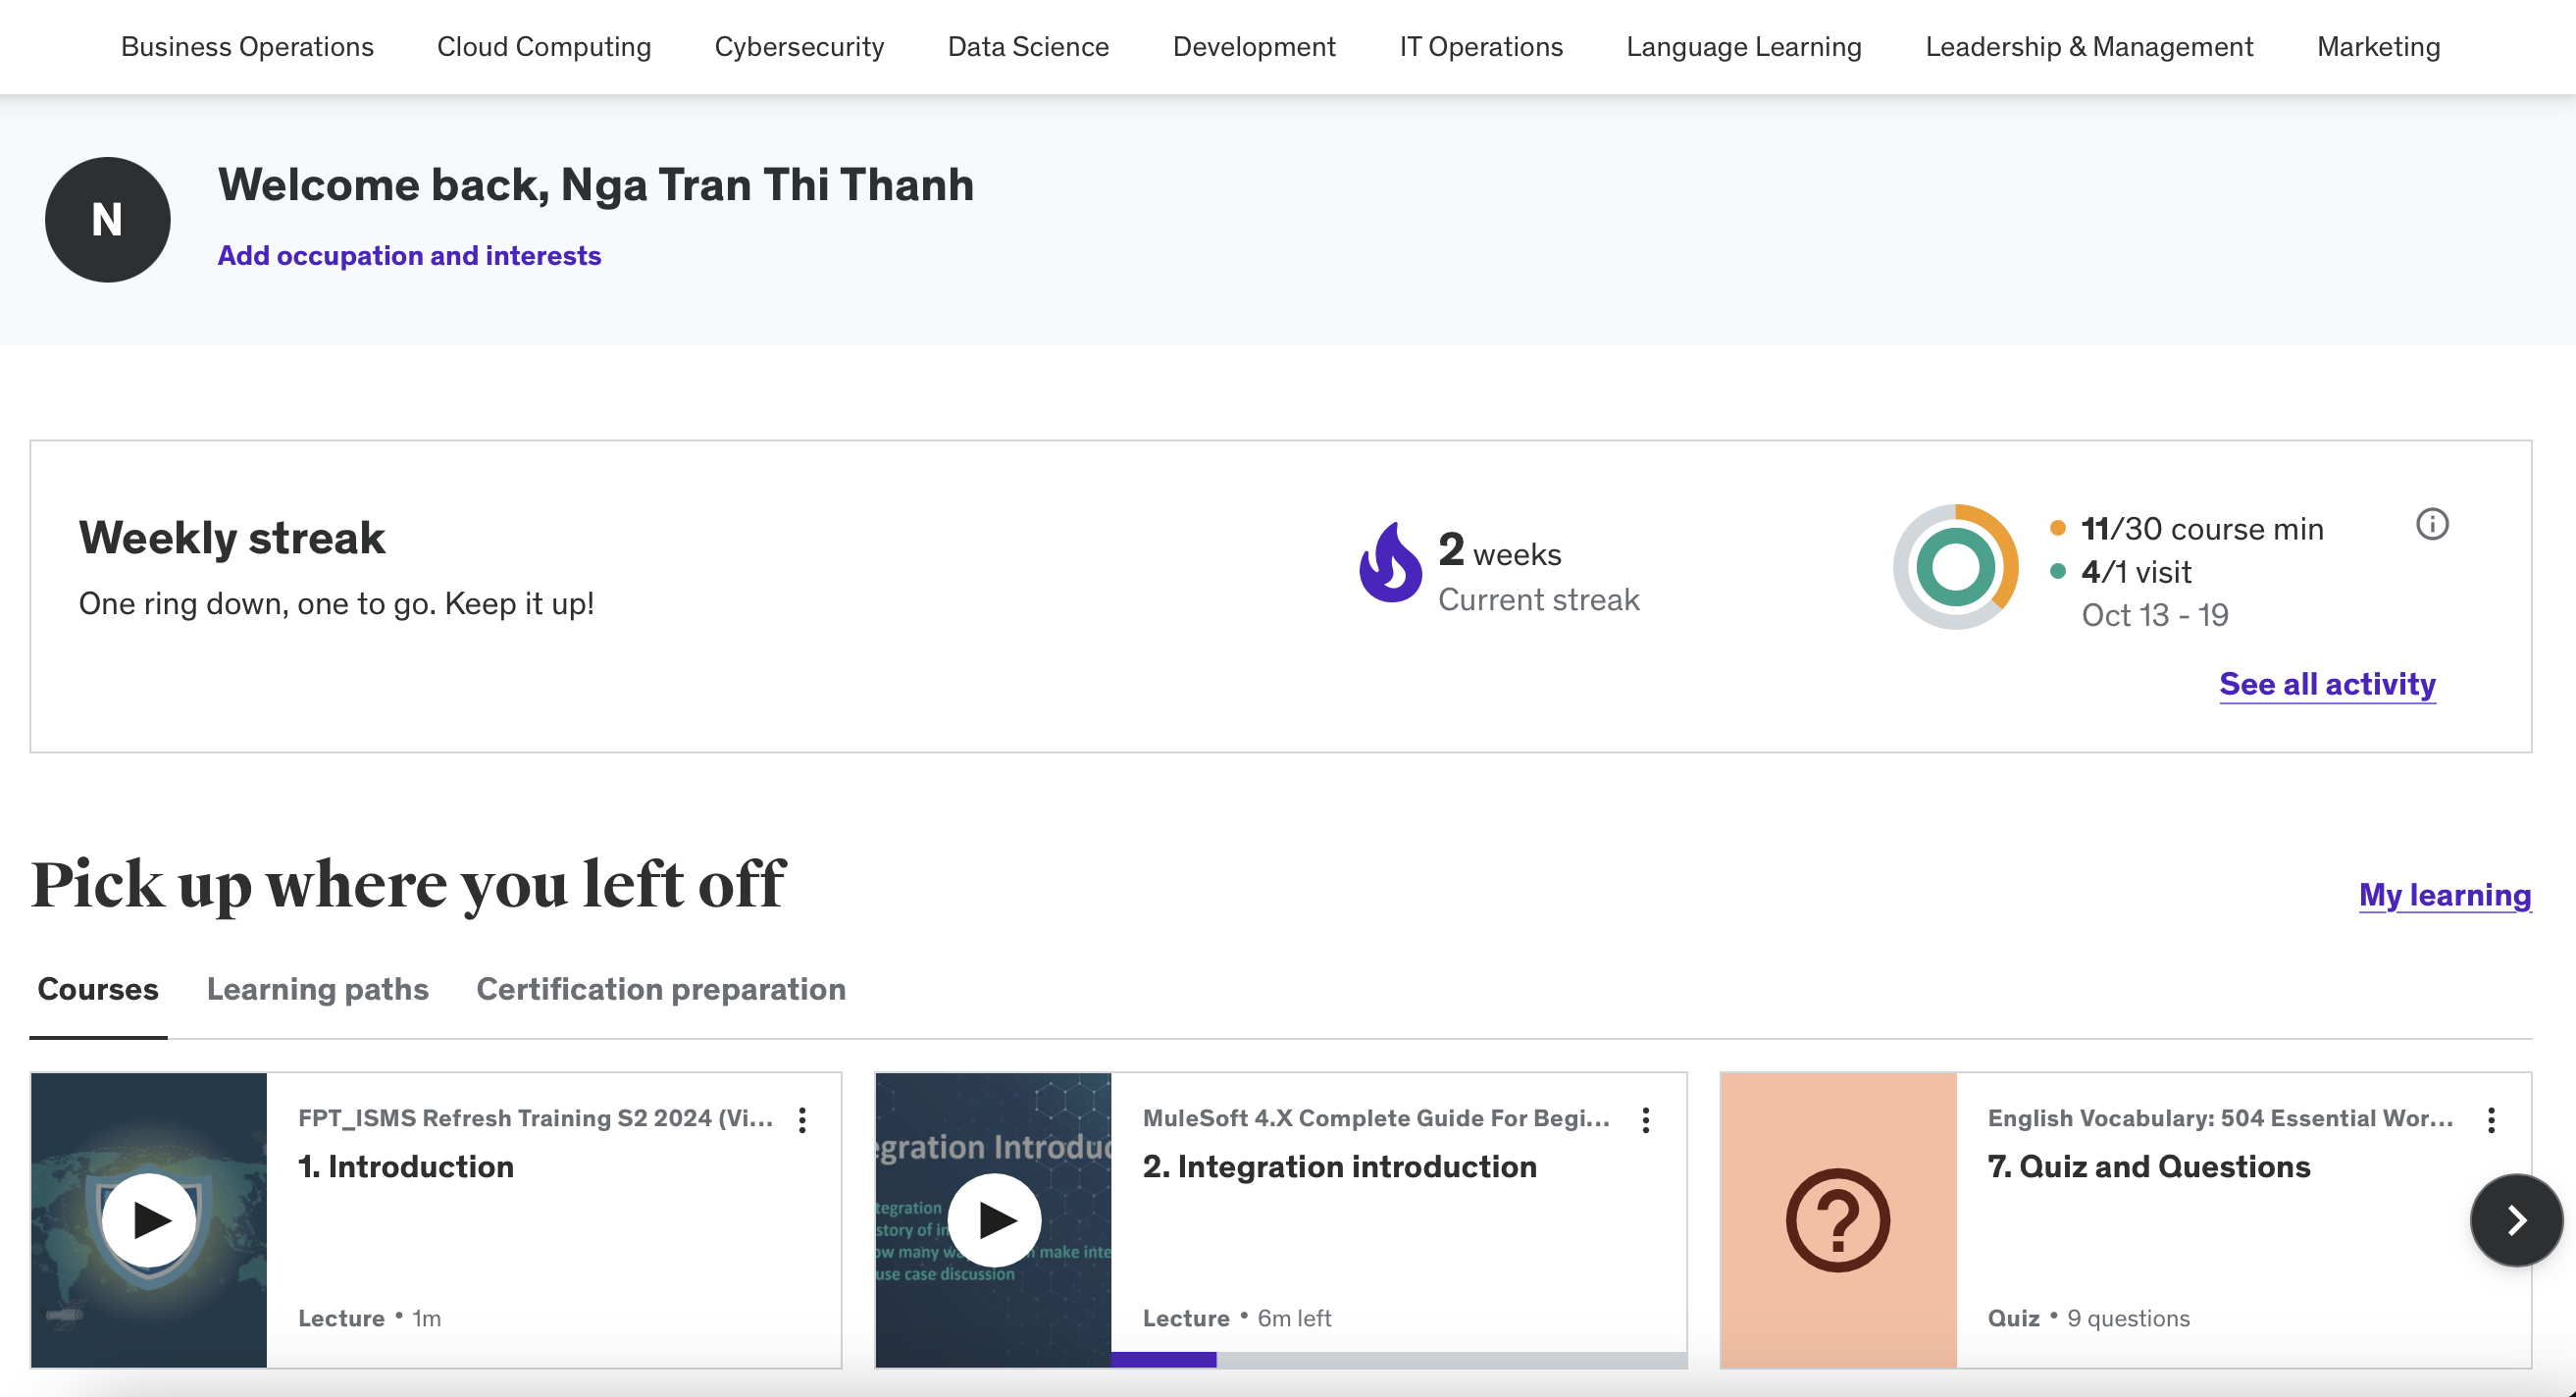 Business Operations Cloud Computing Cybersecurity Data Science Development IT Operations Language Learning Leadership & Management Marketing
N
Welcome back, Nga Tran Thi Thanh
Add occupation and interests
Weekly streak
One ring down, one to go. Keep it up!
2 weeks
Current streak
11/30 course min
4/1 visit
Oct 13 - 19
See all activity
Pick up where you left off
My learning
Courses Learning paths Certification preparation
FPT_ISMS Refresh Training S2 2024 (Vi...
1. Introduction
Lecture • 1m
egration Introduc
tegration
story of in
ow many wa
make inte
use case discussion
MuleSoft 4.X Complete Guide For Begi...
2. Integration introduction
Lecture • 6m left
English Vocabulary: 504 Essential Wor...
7. Quiz and Questions
Quiz • 9 questions